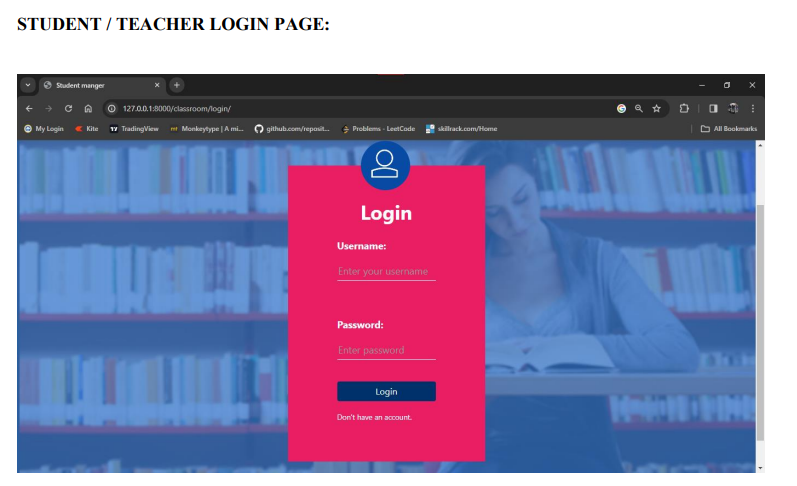 STUDENT / TEACHER LOGIN PAGE:
Student manger
127.0.0.1:8000/classroom/login/
My Login Kite TradingView Monkeytype | A mi... github.com/reposit... Problems - LeetCode skillrack.com/Home All Bookmarks
Login
Username:
Enter your username
Password:
Enter password
Login
Don't have an account.